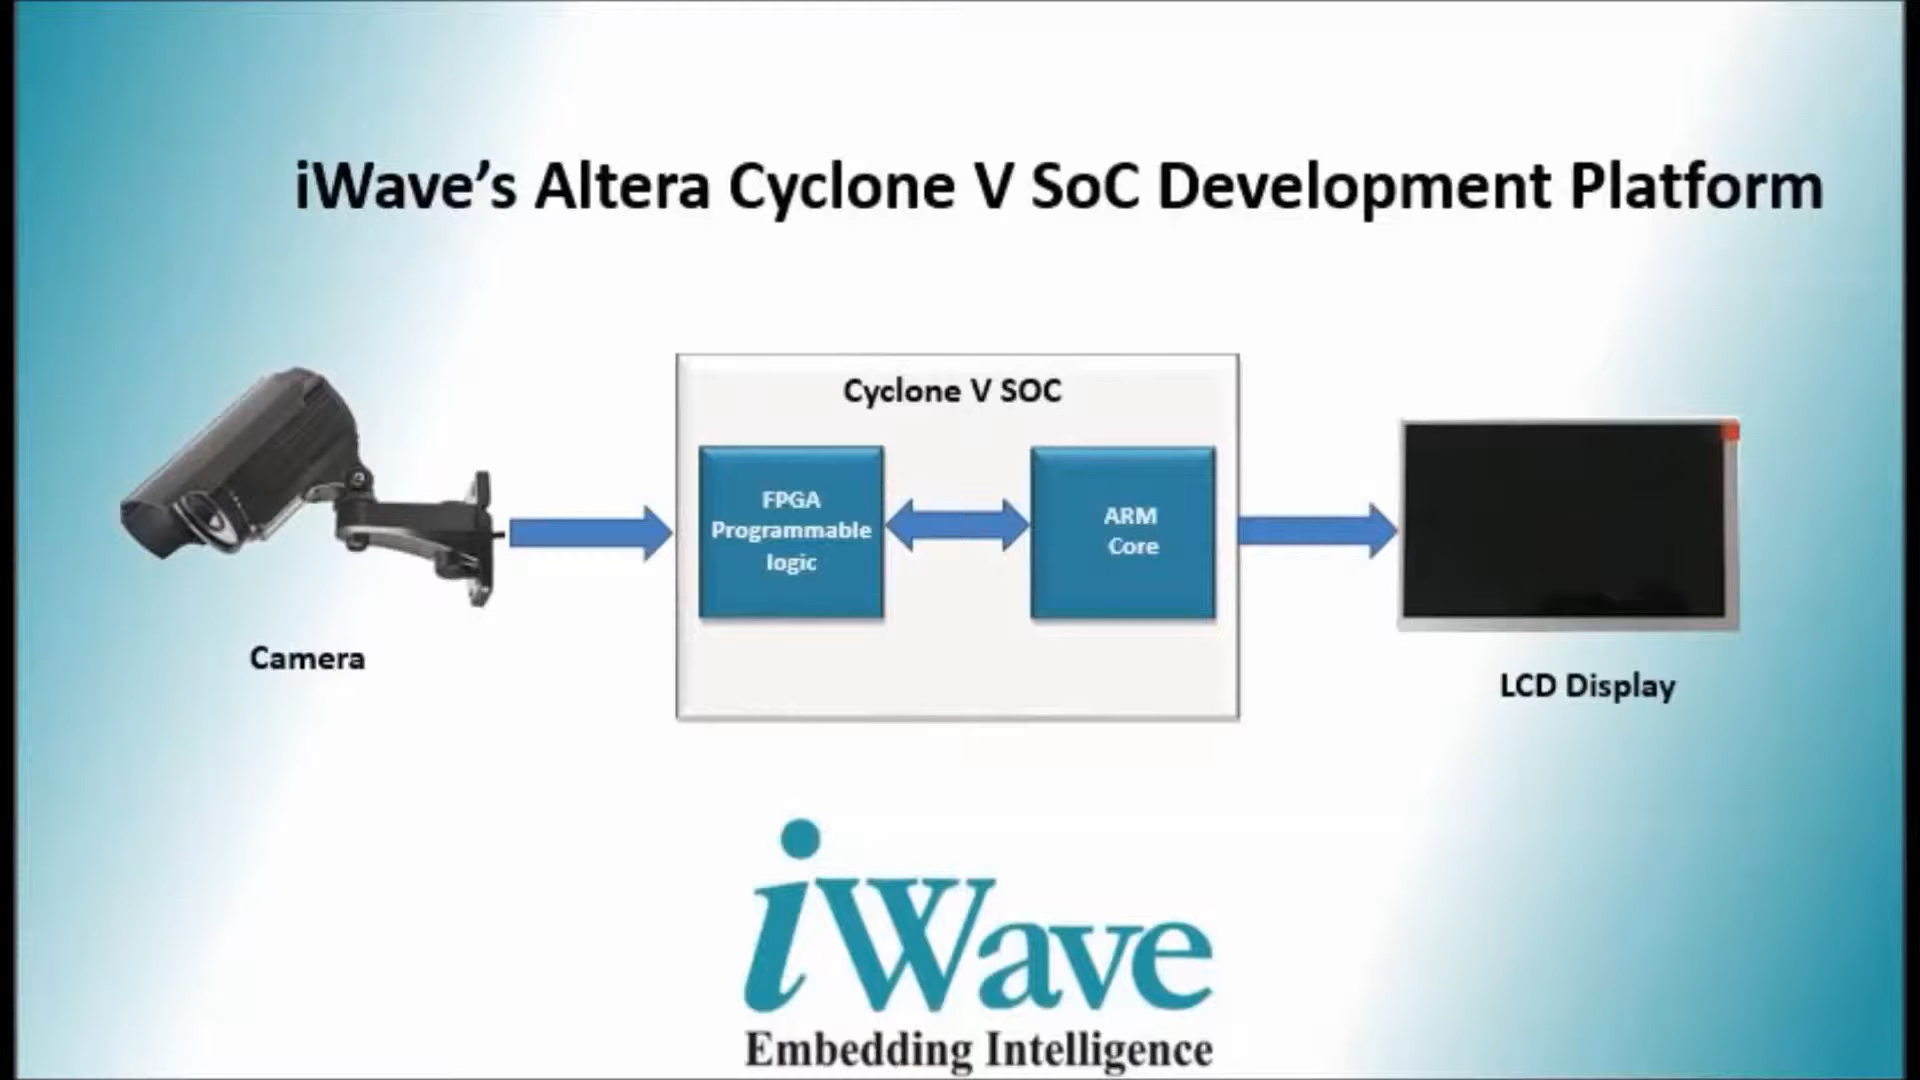 iWave’s Altera Cyclone V SoC Development Platform
Cyclone V SOC
FPGA
Programmable
logic
ARM
Core
Camera
LCD Display
iWave
Embedding Intelligence